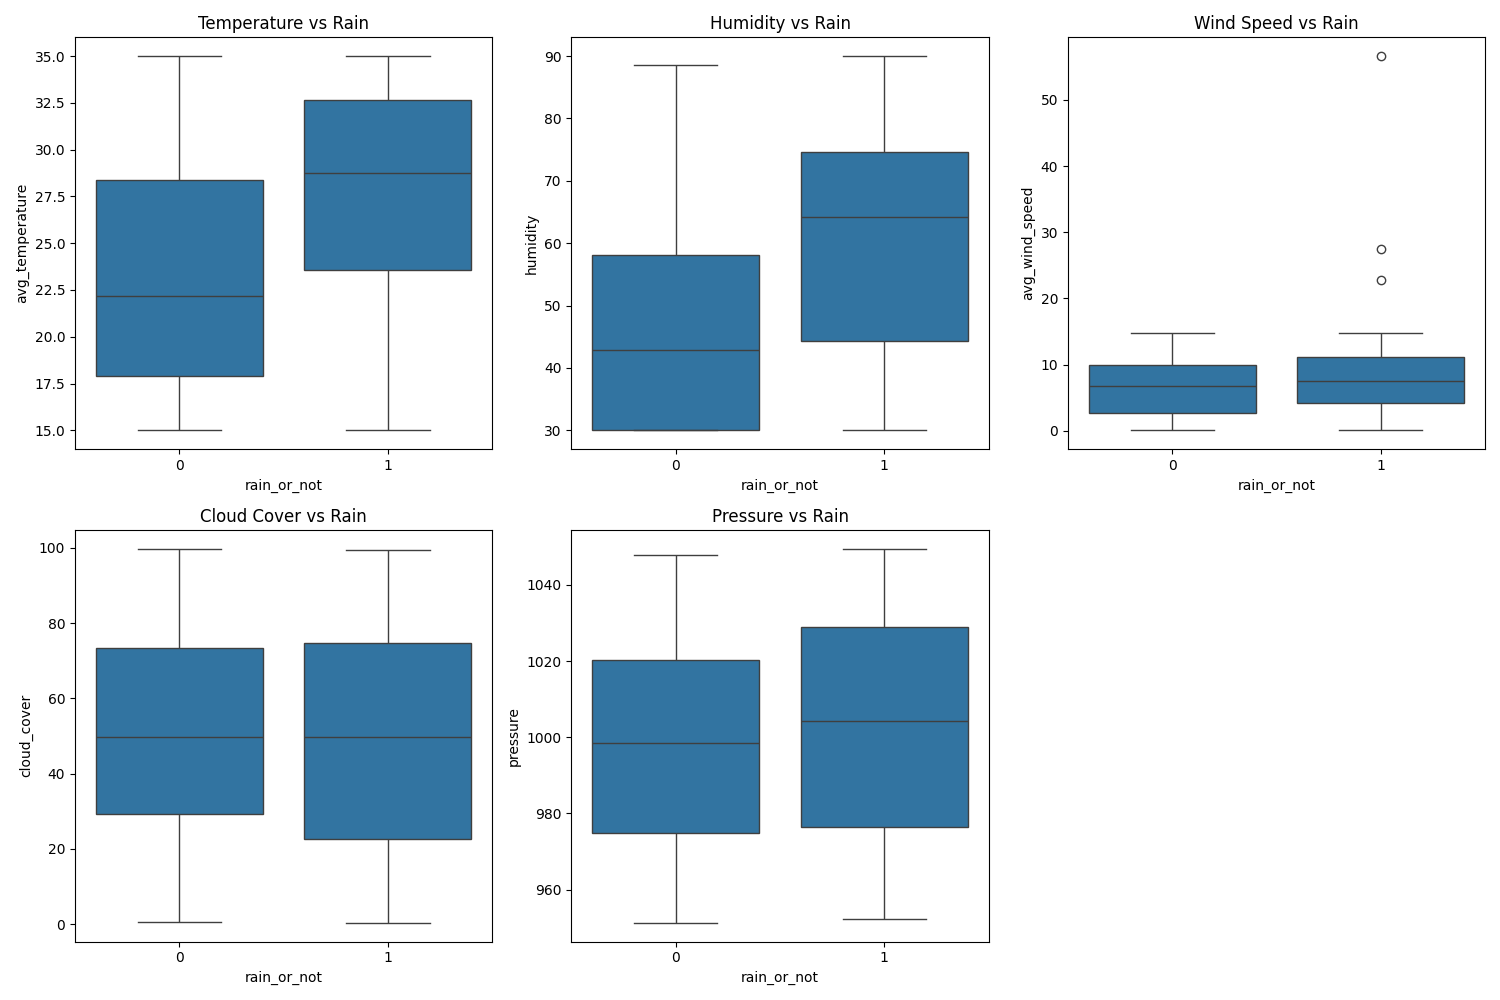 Temperature vs Rain
35.0
32.5
30.0
27.5
25.0
22.5
20.0
17.5
15.0
avg_temperature
0
1
rain_or_not
Humidity vs Rain
90
80
70
60
50
40
30
humidity
0
1
rain_or_not
Wind Speed vs Rain
50
40
30
20
10
0
avg_wind_speed
0
1
rain_or_not
Cloud Cover vs Rain
100
80
60
40
20
0
cloud_cover
0
1
rain_or_not
Pressure vs Rain
1040
1020
1000
980
960
pressure
0
1
rain_or_not